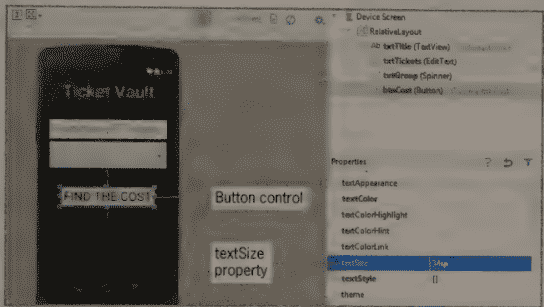 Device Screen
RelativeLayout
Ab txtTitle (TextView)
txtTickets (EditText)
txtGroup (Spinner)
btnCost (Button)
Ticket Vault
FIND THE COST
Button control
textSize
property
Properties
textAppearance
textColor
textColorHighlight
textColorHint
textColorLink
textSize
textStyle
[]
theme